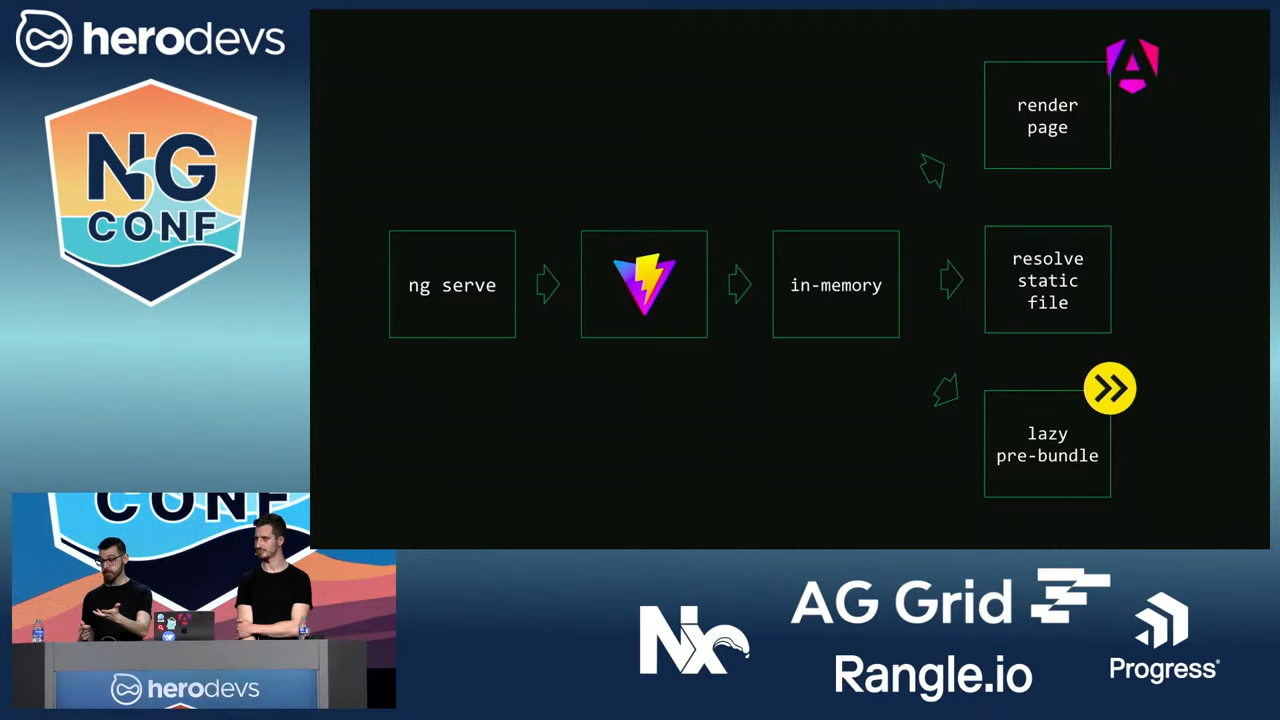 herodevs
NG
CONF
render
page
ng serve
in-memory
resolve
static
file
lazy
pre-bundle
CONF
herodevs
Nx
AG Grid
Rangle.io
Progress